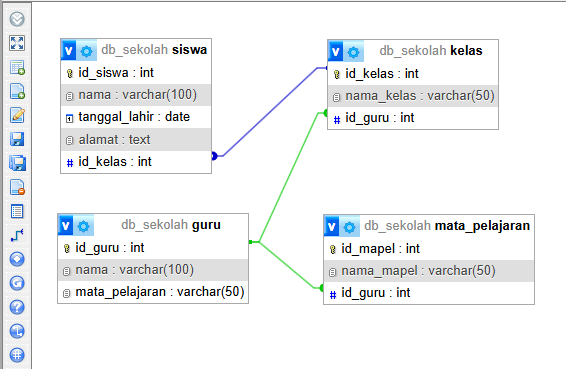 v db_sekolah siswa
id_siswa : int
nama : varchar(100)
tanggal_lahir : date
alamat : text
# id_kelas : int
v db_sekolah kelas
id_kelas : int
nama_kelas : varchar(50)
# id_guru : int
v db_sekolah guru
id_guru : int
nama : varchar(100)
mata_pelajaran : varchar(50)
v db_sekolah mata_pelajaran
id_mapel : int
nama_mapel : varchar(50)
# id_guru : int